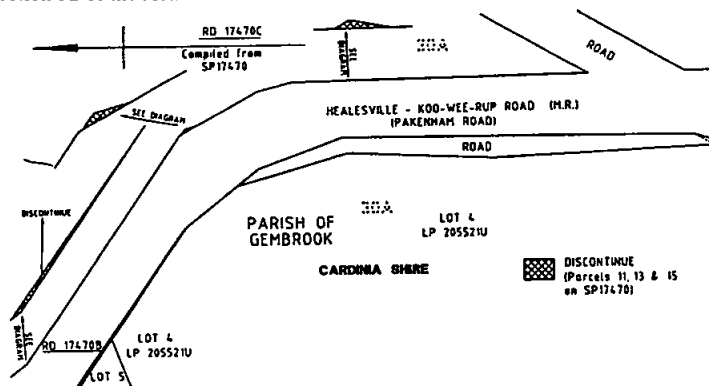 RD 17470C
Compiled from
SP17470
SEE
DIAGRAM
30A
ROAD
SEE DIAGRAM
HEALESVILLE - KOO-WEE-RUP ROAD (M.R.)
(PAKENHAM ROAD)
ROAD
DISCONTINUE
30A
PARISH OF
GEMBROOK
LOT 4
LP 205521U
CARDINIA SHIRE
DISCONTINUE
(Parcels 11, 13 & 15
on SP17470)
SEE
DIAGRAM
RD 17470B
LOT 4
LP 205521U
LOT 5